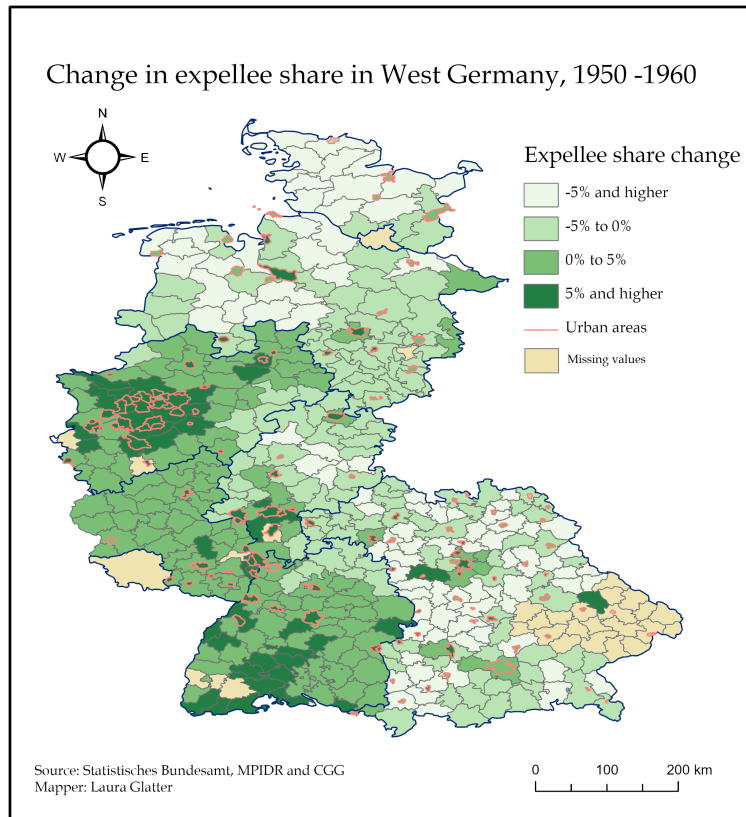 Change in expellee share in West Germany, 1950 -1960
N
W
E
S
Expellee share change
-5% and higher
-5% to 0%
0% to 5%
5% and higher
Urban areas
Missing values
Source: Statistisches Bundesamt, MPIDR and CGG
Mapper: Laura Glatter
0 100 200 km